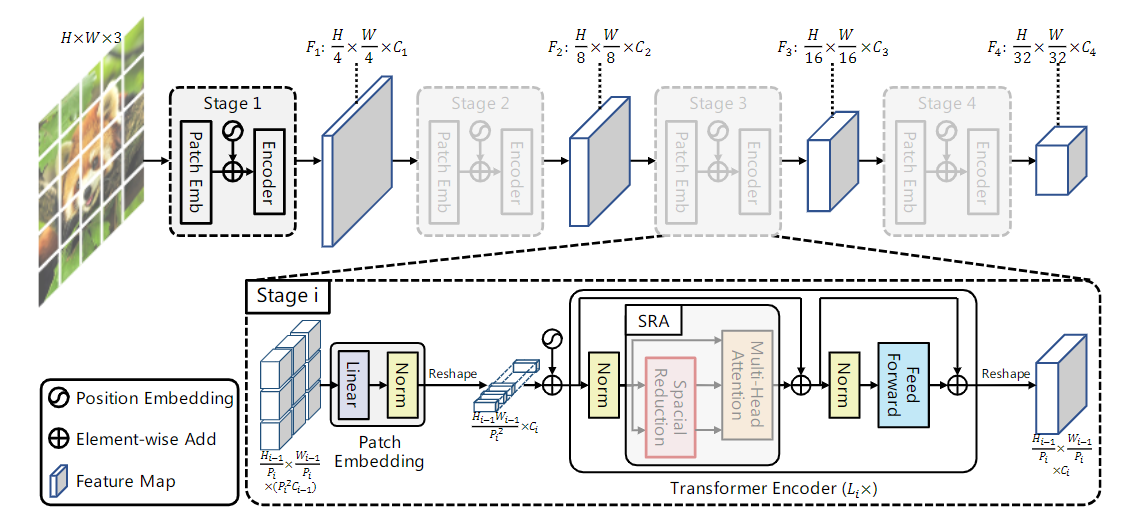 H×W×3
F₁: H/4 × W/4 ×C₁
F₂: H/8 × W/8 ×C₂
F₃: H/16 × W/16 ×C₃
F₄: H/32 × W/32 ×C₄
Stage 1
Patch Emb
Encoder
Stage 2
Patch Emb
Encoder
Stage 3
Patch Emb
Encoder
Stage 4
Patch Emb
Encoder
Stage i
Hᵢ₋₁/Pᵢ × Wᵢ₋₁/Pᵢ
×(Pᵢ²Cᵢ₋₁)
Linear
Norm
Patch
Embedding
Reshape
Hᵢ₋₁Wᵢ₋₁/Pᵢ² ×Cᵢ
Norm
SRA
Spacial
Reduction
Multi-Head
Attention
Norm
Feed
Forward
Transformer Encoder (Lᵢ×)
Reshape
Hᵢ₋₁/Pᵢ × Wᵢ₋₁/Pᵢ
×Cᵢ
Position Embedding
Element-wise Add
Feature Map